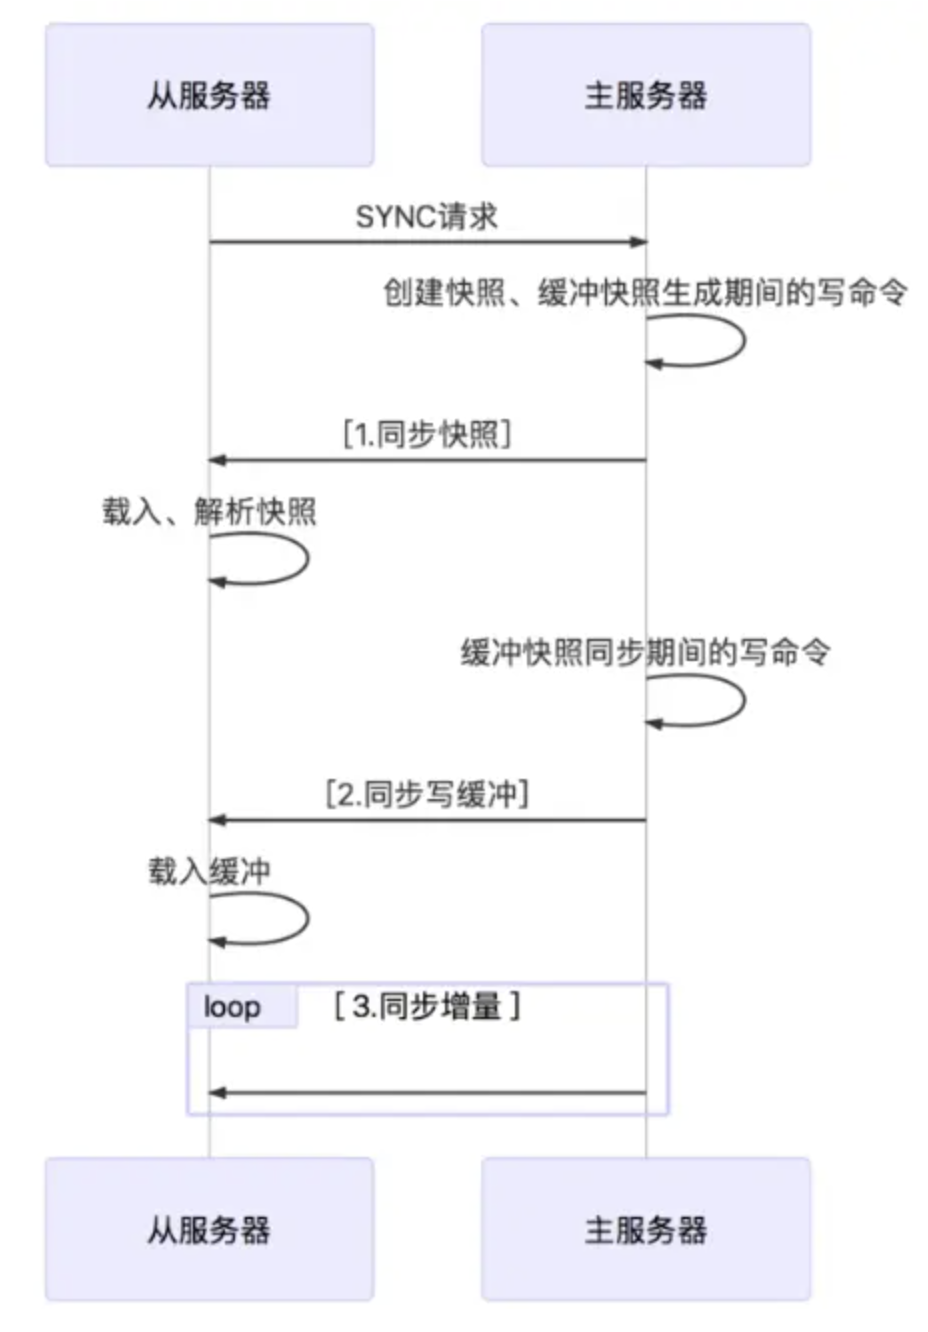 从服务器
主服务器
SYNC请求
创建快照、缓冲快照生成期间的写命令
[1.同步快照]
载入、解析快照
缓冲快照同步期间的写命令
[2.同步写缓冲]
载入缓冲
loop
[ 3.同步增量 ]
从服务器
主服务器